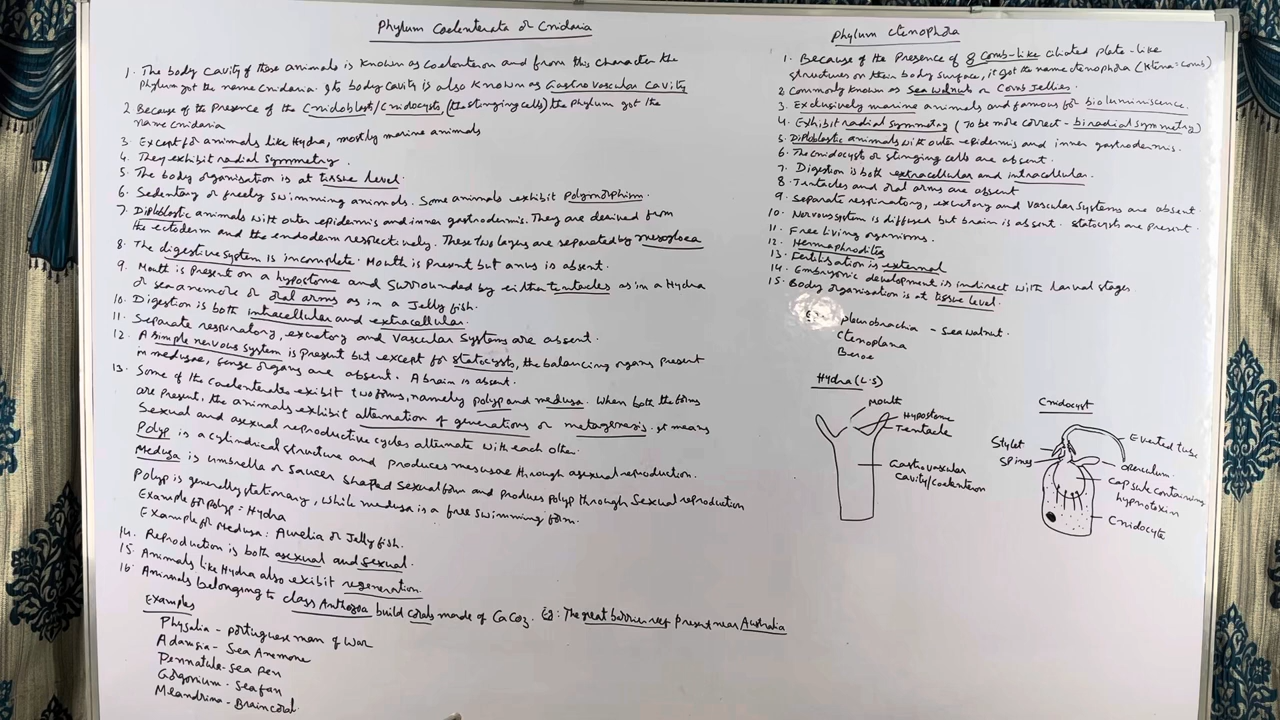 Phylum Coelenterata or Cnidaria
1. The body cavity of these animals is known as coelenteron and from this character the
phylum got the name Cnidaria. Its body cavity is also known as Gastrovascular cavity
2. Because of the presence of the Cnidoblasts/Cnidocysts, (the stinging cells) the phylum got the
name Cnidaria
3. Except for animals like Hydra, mostly marine animals
4. They exhibit radial symmetry.
5. The body organisation is at tissue level.
6. Sedentary or freely swimming animals. Some animals exhibit polymorphism.
7. Diploblastic animals with outer epidermis and inner gastrodermis. They are derived from
the ectoderm and the endoderm respectively. These two layers are separated by mesogloea
8. The digestive system is incomplete. Mouth is present but anus is absent.
9. Mouth is present on a hypostome and surrounded by either tentacles as in a Hydra
or sea anemone or oral arms as in a Jelly fish.
10. Digestion is both intracellular and extracellular.
11. Separate respiratory, excretory and vascular systems are absent.
12. A simple nervous system is present but except for statocysts, the balancing organs present
in medusae, sense organs are absent. A brain is absent.
13. Some of the coelenterates exibit two forms, namely polyp and medusa. When both the forms
are present, the animals exhibit alternation of generations or metagenesis. It means
Sexual and asexual reproductive cycles alternate with each other.
Polyp is a cylindrical structure and produces medusae through asexual reproduction.
Medusa is umbrella or saucer shaped sexual form and produces polyp through sexual reproduction
Polyp is generally stationary, while medusa is a free swimming form.
Example for polyp: Hydra
Example for Medusa: Aurelia or Jelly fish.
14. Reproduction is both asexual and sexual.
15. Animals like Hydra also exibit regeneration.
16. Animals belonging to class Anthozoa build corals made of CaCO3. Eg: The great barrier reef present near Australia
Examples
Physalia - portuguese man of war
Adamsia - Sea Anemone
Pennatula - Sea pen
Gorgonium - Sea fan
Meandrina - Brain coral
Phylum Ctenophora
1. Because of the presence of 8 comb-like ciliated plate-like
structures on their body surface, it got the name ctenophora (Ktena = comb)
2. Commonly known as Sea walnuts or Comb Jellies.
3. Exclusively marine animals and famous for bioluminiscence.
4. Exhibit radial symmetry (To be more correct - biradial symmetry)
5. Diploblastic animals with outer epidermis and inner gastrodermis.
6. The cnidocysts or stinging cells are absent.
7. Digestion is both extracellular and intracellular.
8. Tentacles and oral arms are absent
9. Separate respiratory, excretory and vascular systems are absent.
10. Nervous system is diffused but brain is absent. Statocysts are present.
11. Free living organisms.
12. Hermaphrodites
13. Fertilisation is external
14. Embryonic development is indirect with larval stages.
15. Body organisation is at tissue level.
Pleurobrachia - Sea walnut.
Ctenoplana
Beroe
Hydra (L.S)
Mouth
Hypostome
Tentacle
Gastrovascular
Cavity/coelenteron
Cnidocyst
Stylet
Spines
Everted tube
operculum
capsule containing
hypnotoxin
Cnidocyte